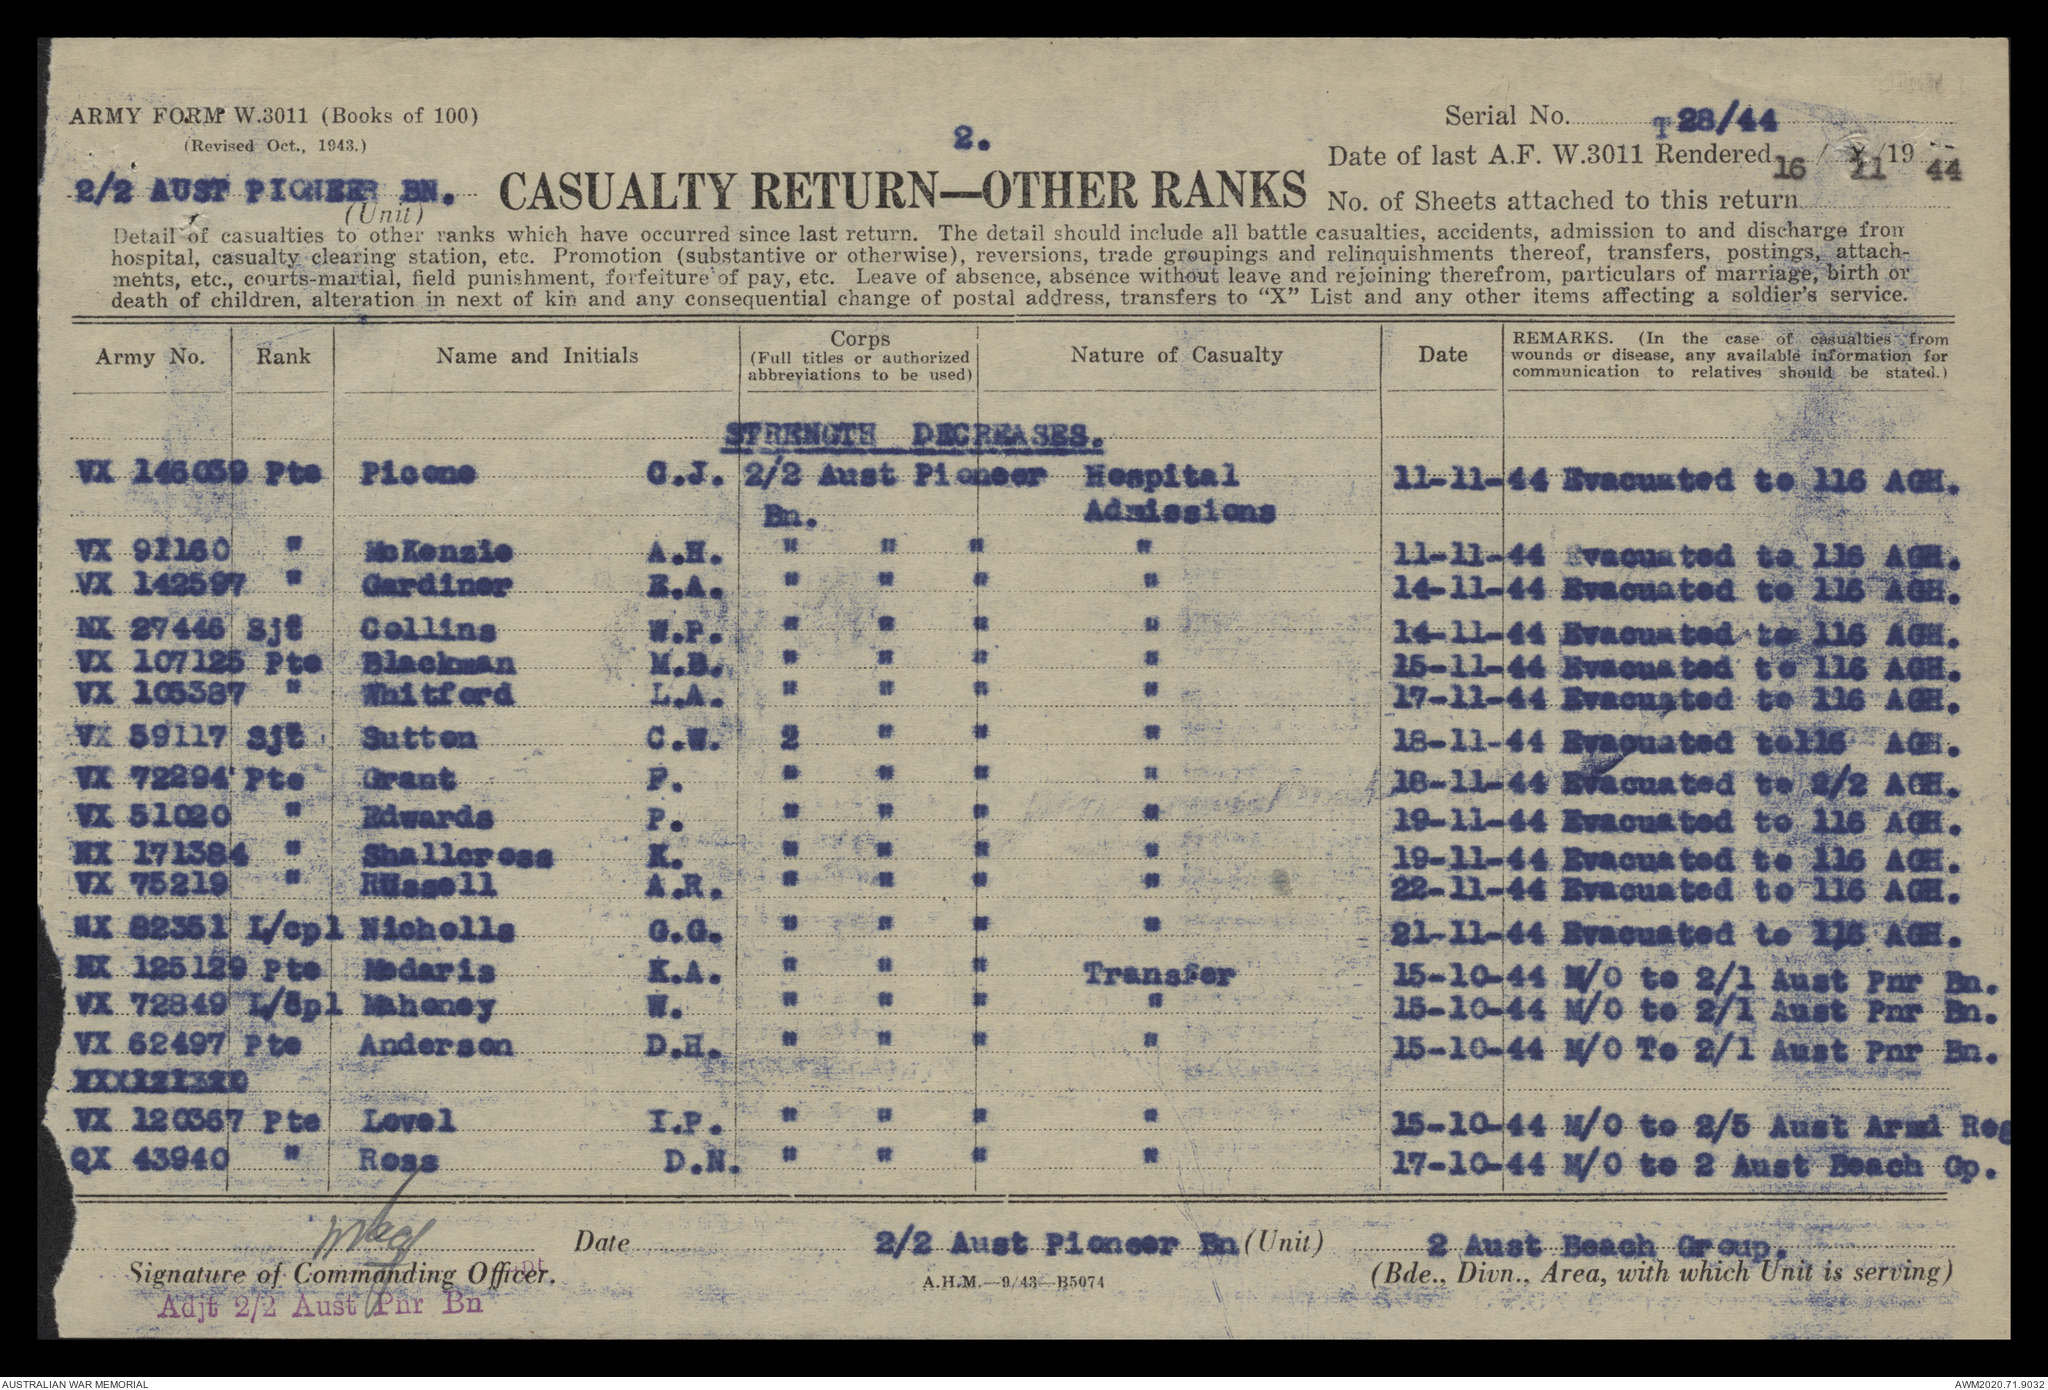 ARMY FORM W.3011 (Books of 100)
(Revised Oct., 1943.)
2.
Serial No. T 28/44
Date of last A.F. W.3011 Rendered 16 / 11 /19 44
2/2 AUST PIONEER BN.
(Unit)
CASUALTY RETURN—OTHER RANKS
No. of Sheets attached to this return
Detail of casualties to other ranks which have occurred since last return. The detail should include all battle casualties, accidents, admission to and discharge from
hospital, casualty clearing station, etc. Promotion (substantive or otherwise), reversions, trade groupings and relinquishments thereof, transfers, postings, attach-
ments, etc., courts-martial, field punishment, forfeiture of pay, etc. Leave of absence, absence without leave and rejoining therefrom, particulars of marriage, birth or
death of children, alteration in next of kin and any consequential change of postal address, transfers to "X" List and any other items affecting a soldier's service.
Army No. Rank Name and Initials Corps (Full titles or authorized abbreviations to be used) Nature of Casualty Date REMARKS. (In the case of casualties from wounds or disease, any available information for communication to relatives should be stated.)
STRENGTH DECREASES.
VX 146039 Pte Picone C.J. 2/2 Aust Pioneer Hospital 11-11-44 Evacuated to 116 AGH.
Bn. Admissions
VX 91160 " McKenzie A.H. " " " " 11-11-44 Evacuated to 116 AGH.
VX 142597 " Gardiner E.A. " " " " 14-11-44 Evacuated to 116 AGH.
NX 27446 Sjt Collins W.P. " " " " 14-11-44 Evacuated to 116 AGH.
VX 107125 Pte Blackman M.B. " " " " 15-11-44 Evacuated to 116 AGH.
VX 105387 " Whitford L.A. " " " " 17-11-44 Evacuated to 116 AGH.
VX 59117 Sjt Sutton C.W. 2 " " " 18-11-44 Evacuated to116 AGH.
VX 72294 Pte Grant F. " " " " 18-11-44 Evacuated to 2/2 AGH.
VX 51020 " Edwards P. " " " " 19-11-44 Evacuated to 116 AGH.
NX 171384 " Shallcross K. " " " " 19-11-44 Evacuated to 116 AGH.
VX 75219 " RUssell A.R. " " " " 22-11-44 Evacuated to 116 AGH.
NX 82351 L/cpl Nicholls G.G. " " " " 21-11-44 Evacuated to 116 AGH.
NX 125129 Pte Medaris K.A. " " " Transfer 15-10-44 M/O to 2/1 Aust Pnr Bn.
VX 72849 L/Cpl Mahoney W. " " " " 15-10-44 M/O to 2/1 Aust Pnr Bn.
VX 62497 Pte Anderson D.H. " " " " 15-10-44 M/O To 2/1 Aust Pnr Bn.
VX 120367 Pte Lovel I.P. " " " " 15-10-44 M/O to 2/5 Aust Armd Reg
QX 43940 " Ross D.N. " " " " 17-10-44 M/O to 2 Aust Beach Gp.
Date 2/2 Aust Pioneer Bn (Unit) 2 Aust Beach Group.
Signature of Commanding Officer. A.H.M.—9/43—B5074 (Bde., Divn., Area, with which Unit is serving)
Adjt 2/2 Aust Pnr Bn
AUSTRALIAN WAR MEMORIAL AWM2020.71.9032